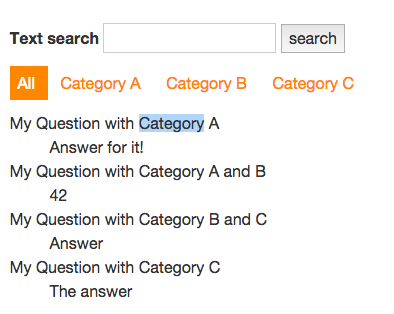 Text search search
All Category A Category B Category C
My Question with Category A
Answer for it!
My Question with Category A and B
42
My Question with Category B and C
Answer
My Question with Category C
The answer